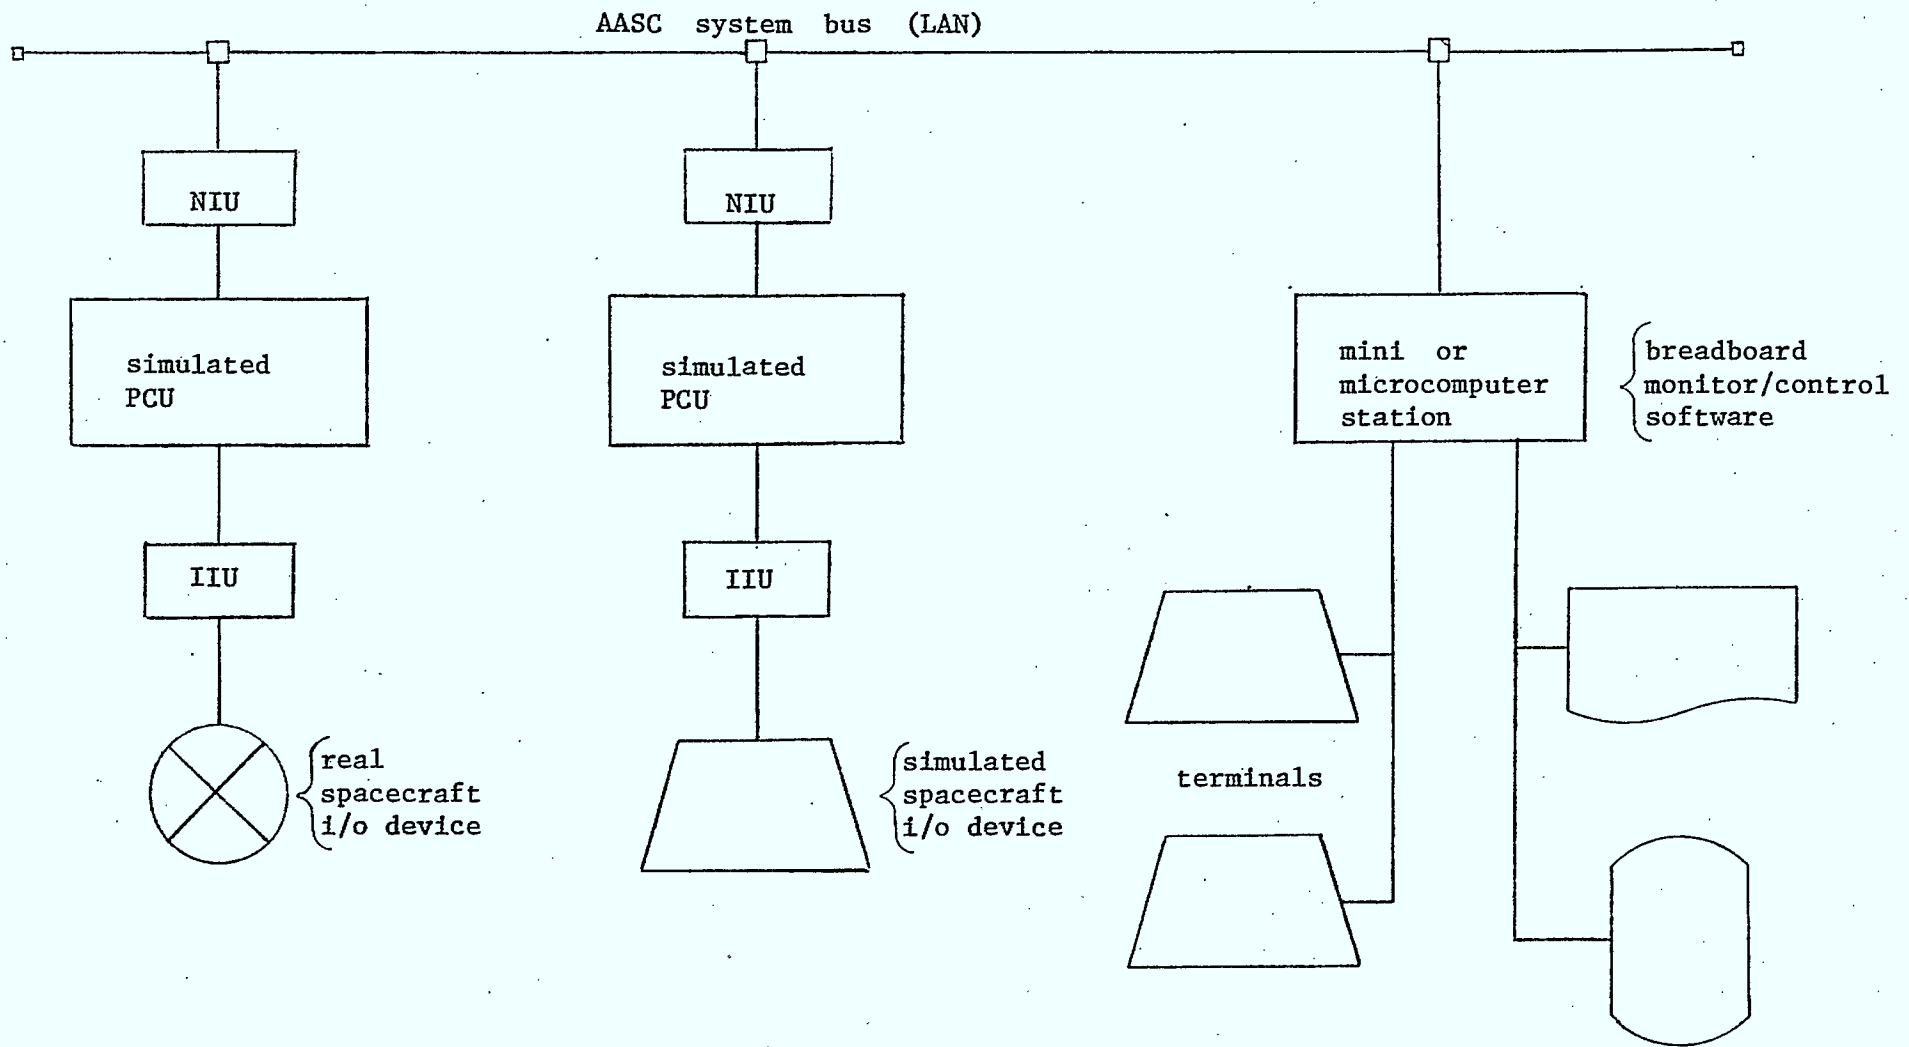 AASC system bus (LAN)
NIU
NIU
simulated
PCU
simulated
PCU
mini or
microcomputer
station
breadboard
monitor/control
software
IIU
IIU
real
spacecraft
i/o device
simulated
spacecraft
i/o device
terminals